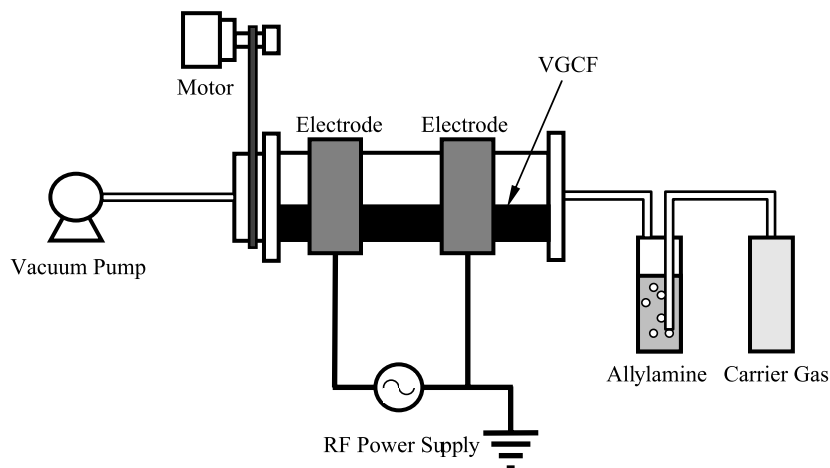 VGCF
Motor
Electrode
Electrode
Vacuum Pump
Allylamine
Carrier Gas
RF Power Supply